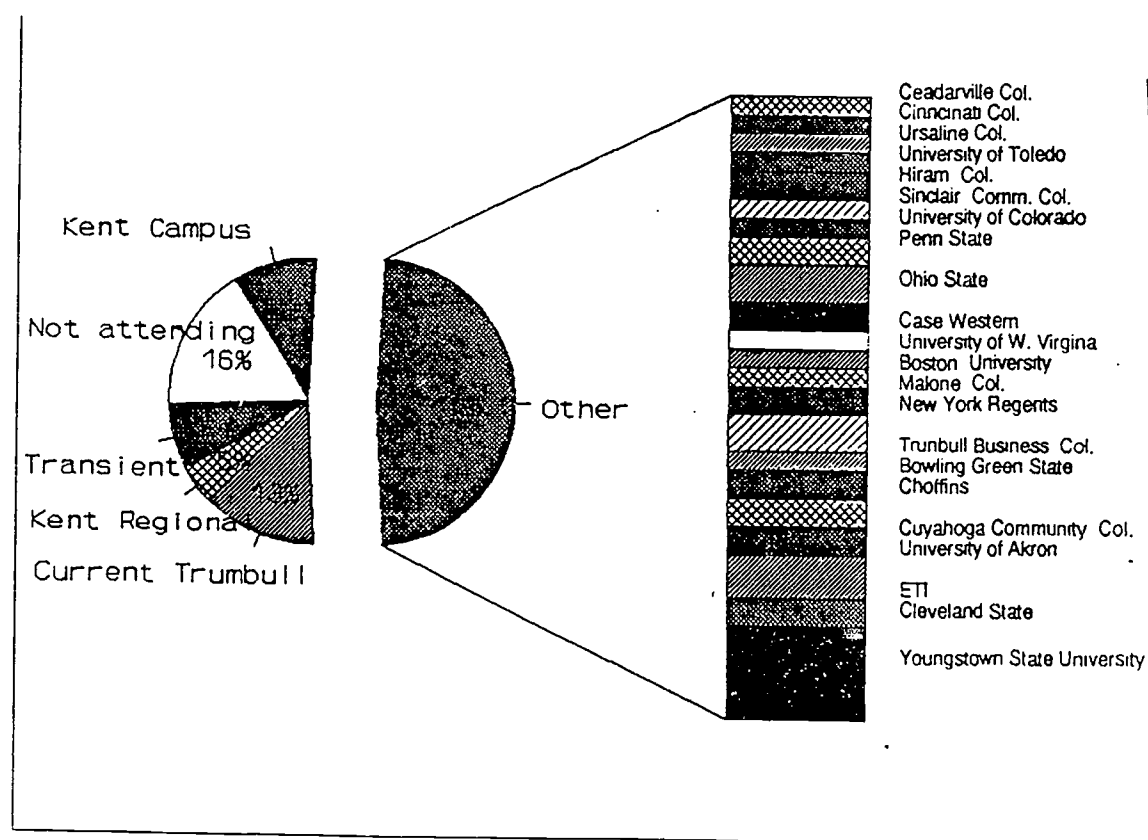 Kent Campus
Not attending
16%
Transient
Kent Regional
Current Trumbull
Other
Ceadarville Col.
Cinncinati Col.
Ursaline Col.
University of Toledo
Hiram Col.
Sinclair Comm. Col.
University of Colorado
Penn State
Ohio State
Case Western
University of W. Virgina
Boston University
Malone Col.
New York Regents
Trunbull Business Col.
Bowling Green State
Choffins
Cuyahoga Community Col.
University of Akron
ETI
Cleveland State
Youngstown State University